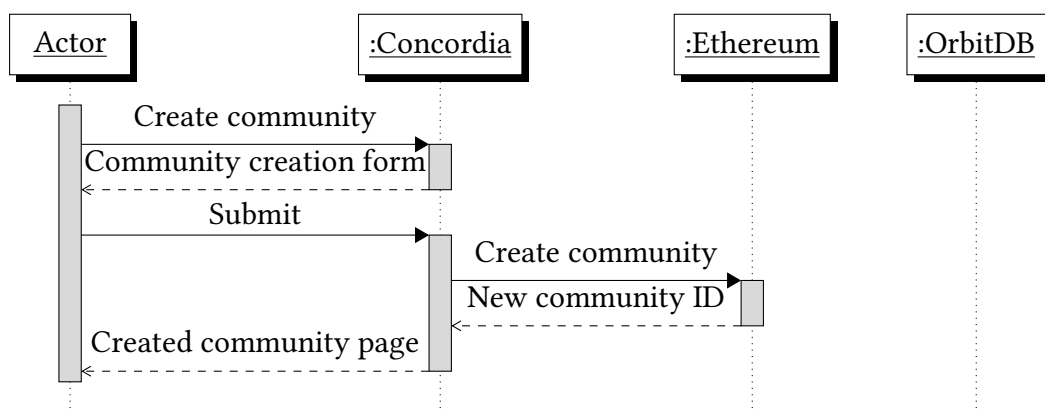 Actor
:Concordia
:Ethereum
:OrbitDB
Create community
Community creation form
Submit
Create community
New community ID
Created community page